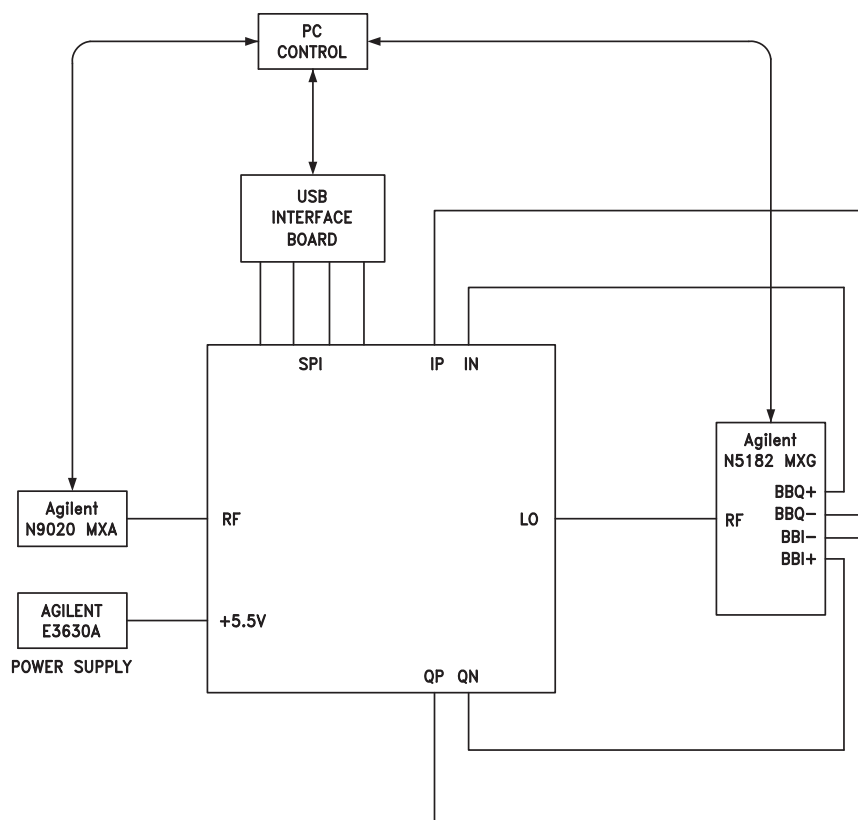 PC
CONTROL
USB
INTERFACE
BOARD
SPI
IP IN
Agilent
N5182 MXG
BBQ+
BBQ-
BBI-
BBI+
RF
Agilent
N9020 MXA
RF
LO
AGILENT
E3630A
POWER SUPPLY
+5.5V
QP QN